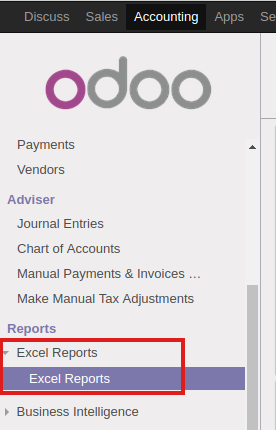 Discuss Sales Accounting Apps Se
odoo
Payments
Vendors
Adviser
Journal Entries
Chart of Accounts
Manual Payments & Invoices ...
Make Manual Tax Adjustments
Reports
Excel Reports
Excel Reports
Business Intelligence